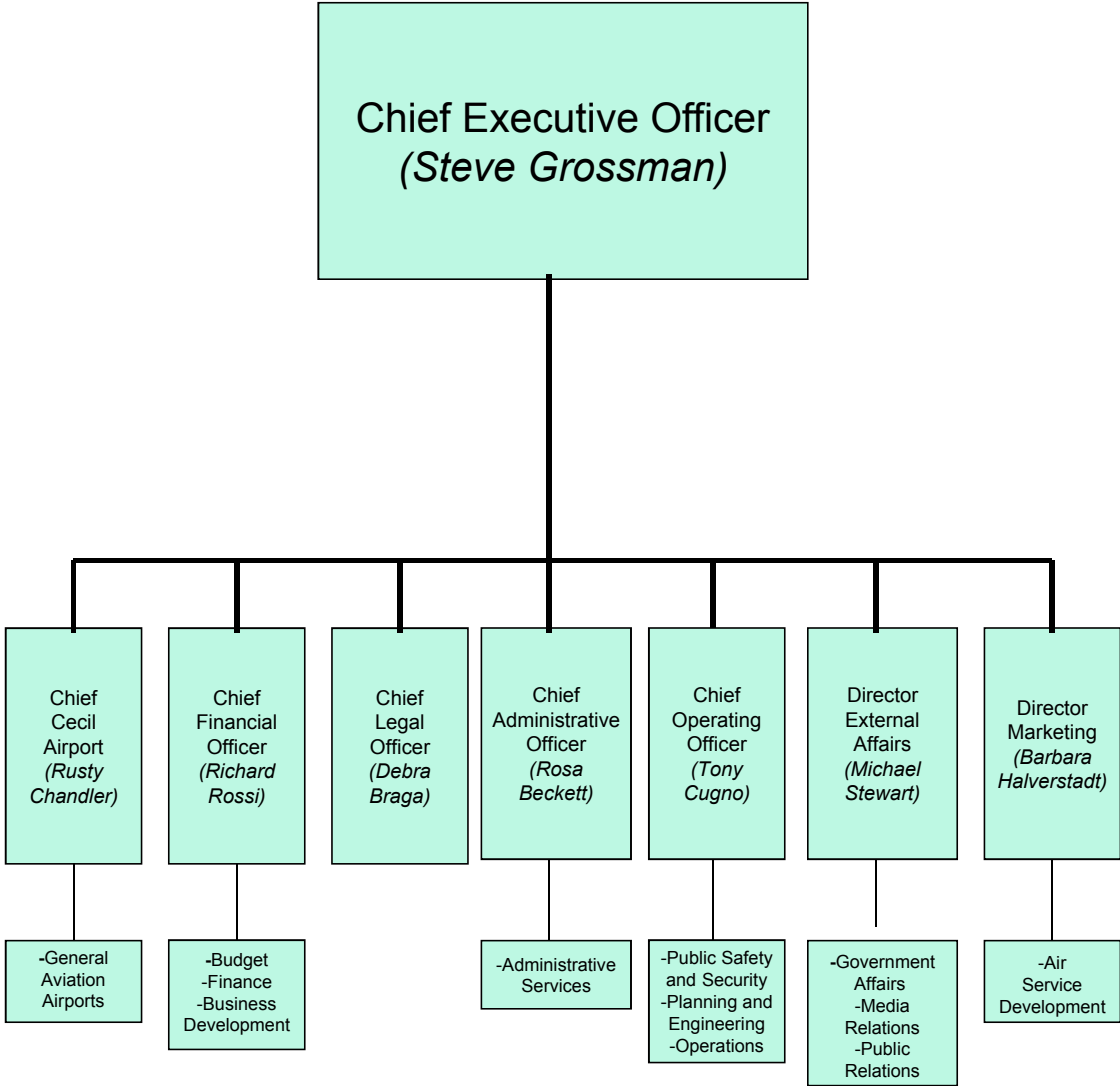 Chief Executive Officer
(Steve Grossman)
Chief
Cecil
Airport
(Rusty
Chandler)
Chief
Financial
Officer
(Richard
Rossi)
Chief
Legal
Officer
(Debra
Braga)
Chief
Administrative
Officer
(Rosa
Beckett)
Chief
Operating
Officer
(Tony
Cugno)
Director
External
Affairs
(Michael
Stewart)
Director
Marketing
(Barbara
Halverstadt)
-General
Aviation
Airports
-Budget
-Finance
-Business
Development
-Administrative
Services
-Public Safety
and Security
-Planning and
Engineering
-Operations
-Government
Affairs
-Media
Relations
-Public
Relations
-Air
Service
Development